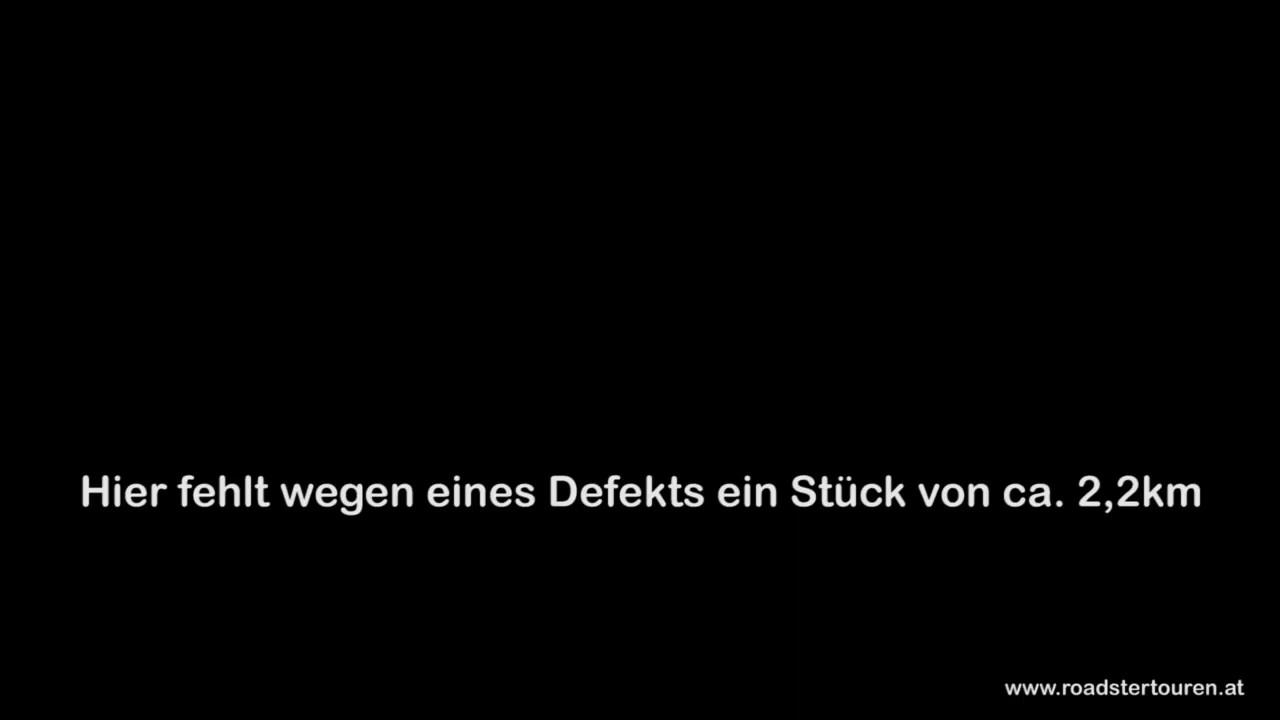 Hier fehlt wegen eines Defekts ein Stück von ca. 2,2km
www.roadstertouren.at